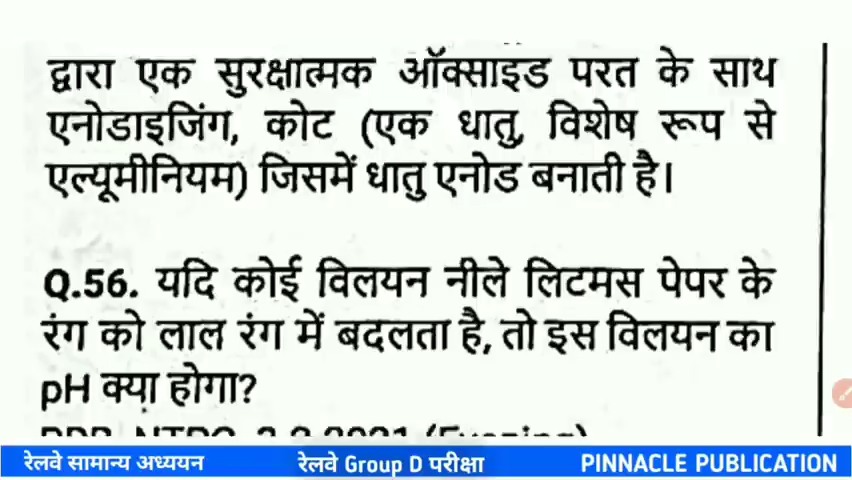 द्वारा एक सुरक्षात्मक ऑक्साइड परत के साथ
एनोडाइजिंग, कोट (एक धातु, विशेष रूप से
एल्यूमीनियम) जिसमें धातु एनोड बनाती है।
Q.56. यदि कोई विलयन नीले लिटमस पेपर के
रंग को लाल रंग में बदलता है, तो इस विलयन का
pH क्या होगा?
रेलवे सामान्य अध्ययन रेलवे Group D परीक्षा PINNACLE PUBLICATION